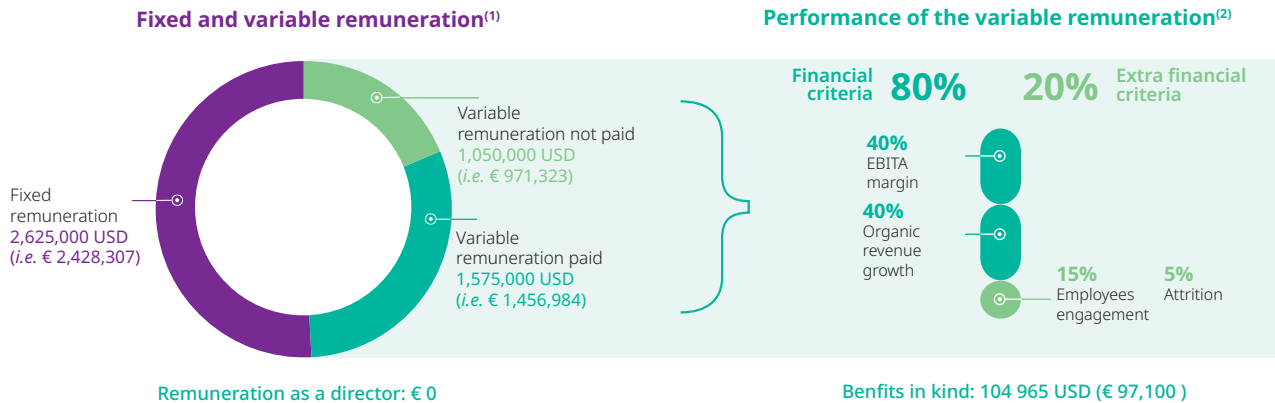 Fixed and variable remuneration(1)
Performance of the variable remuneration(2)
Fixed
remuneration
2,625,000 USD
(i.e. € 2,428,307)
Variable
remuneration not paid
1,050,000 USD
(i.e. € 971,323)
Variable
remuneration paid
1,575,000 USD
(i.e. € 1,456,984)
Financial
criteria
80%
20%
Extra financial
criteria
40%
EBITA
margin
40%
Organic
revenue
growth
15%
Employees
engagement
5%
Attrition
Remuneration as a director: € 0
Benfits in kind: 104 965 USD (€ 97,100 )